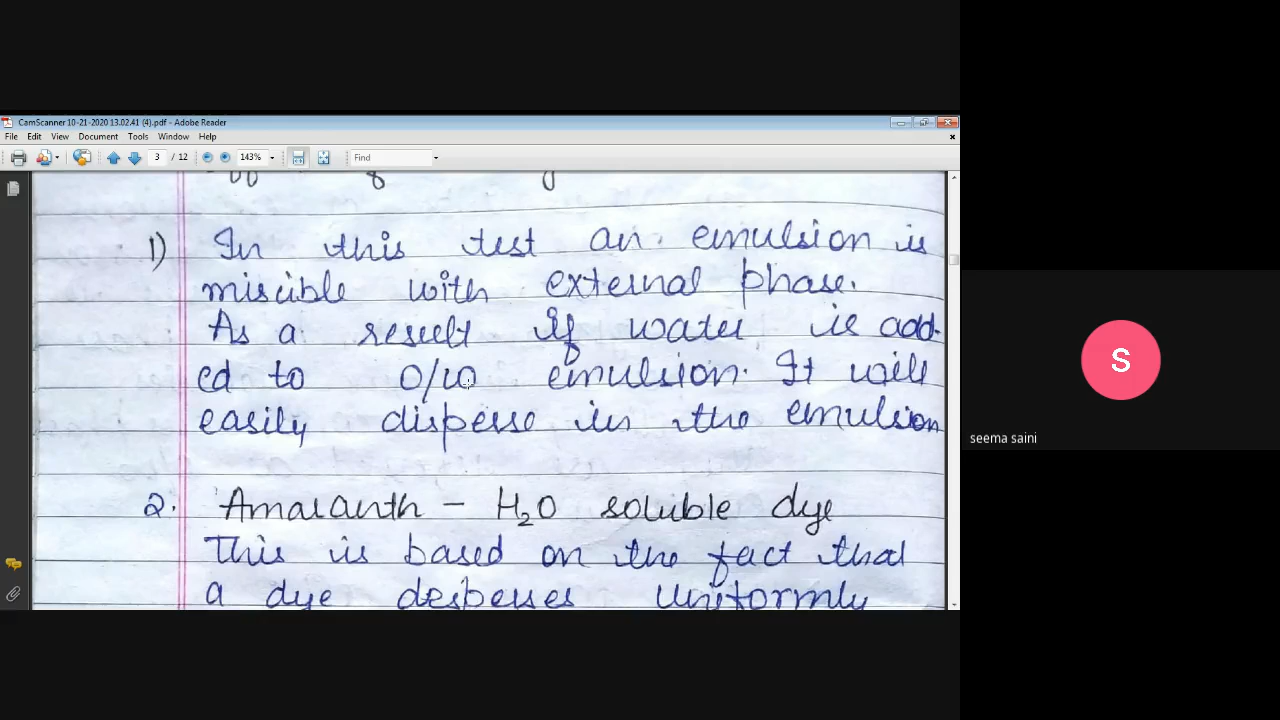 CamScanner 10-21-2020 13.02.41 (4).pdf - Adobe Reader
File Edit View Document Tools Window Help
3 / 12 143% Find
1) In this test an emulsion is
miscible with external phase.
As a result If water is add-
ed to O/W emulsion. It will
easily disperse in the emulsion
2. Amaranth - H₂O soluble dye
This is based on the fact that
a dye desperses uniformly
S
seema saini